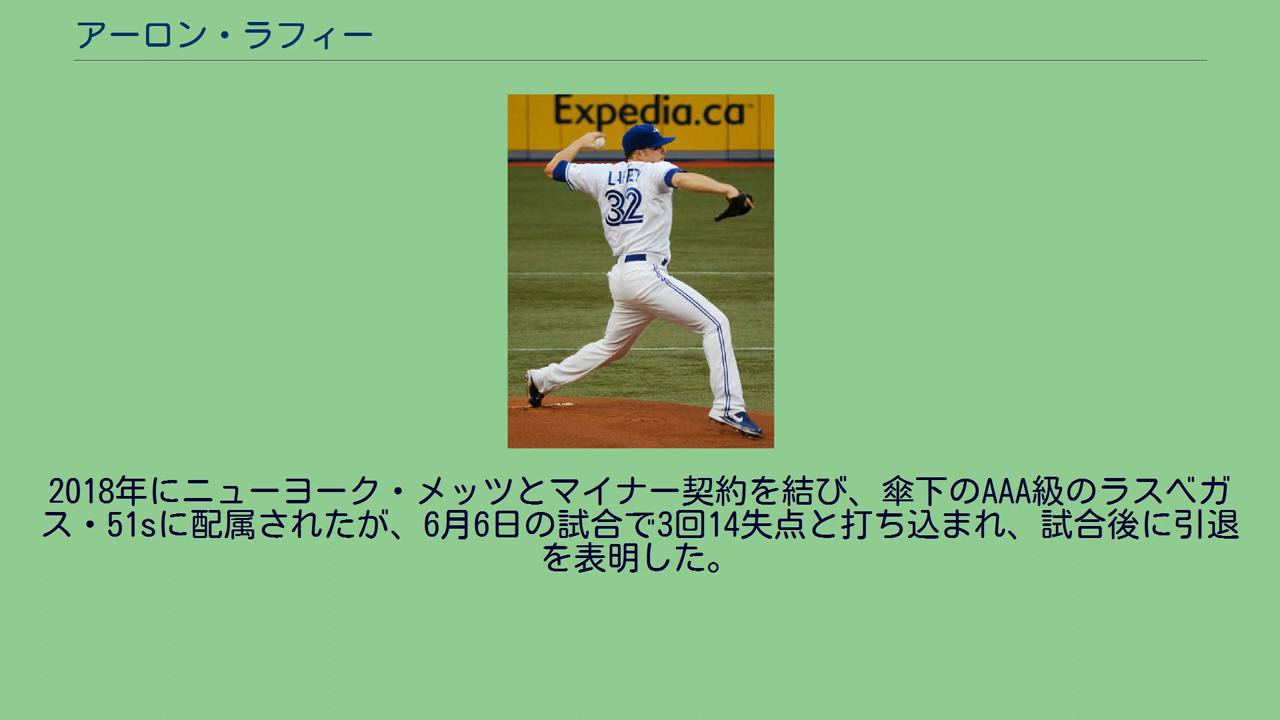 アーロン・ラフィー
Expedia.ca
LAFFEY
32
2018年にニューヨーク・メッツとマイナー契約を結び、傘下のAAA級のラスベガ
ス・51sに配属されたが、6月6日の試合で3回14失点と打ち込まれ、試合後に引退
を表明した。